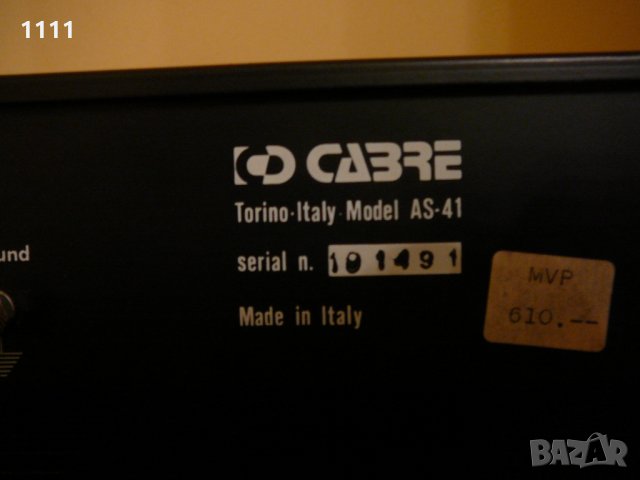 1111
CABRE
Torino·Italy·Model AS-41
serial n. 101491
und
Made in Italy
MVP
610.--
BAZAR